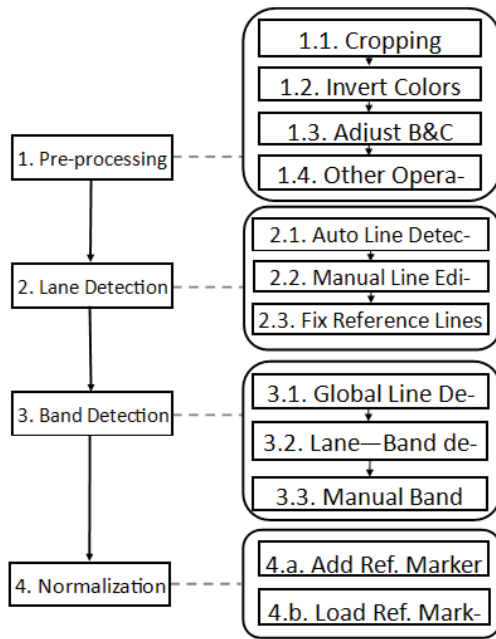 1. Pre-processing
1.1. Cropping
1.2. Invert Colors
1.3. Adjust B&C
1.4. Other Opera-
2. Lane Detection
2.1. Auto Line Detec-
2.2. Manual Line Edi-
2.3. Fix Reference Lines
3. Band Detection
3.1. Global Line De-
3.2. Lane—Band de-
3.3. Manual Band
4. Normalization
4.a. Add Ref. Marker
4.b. Load Ref. Mark-